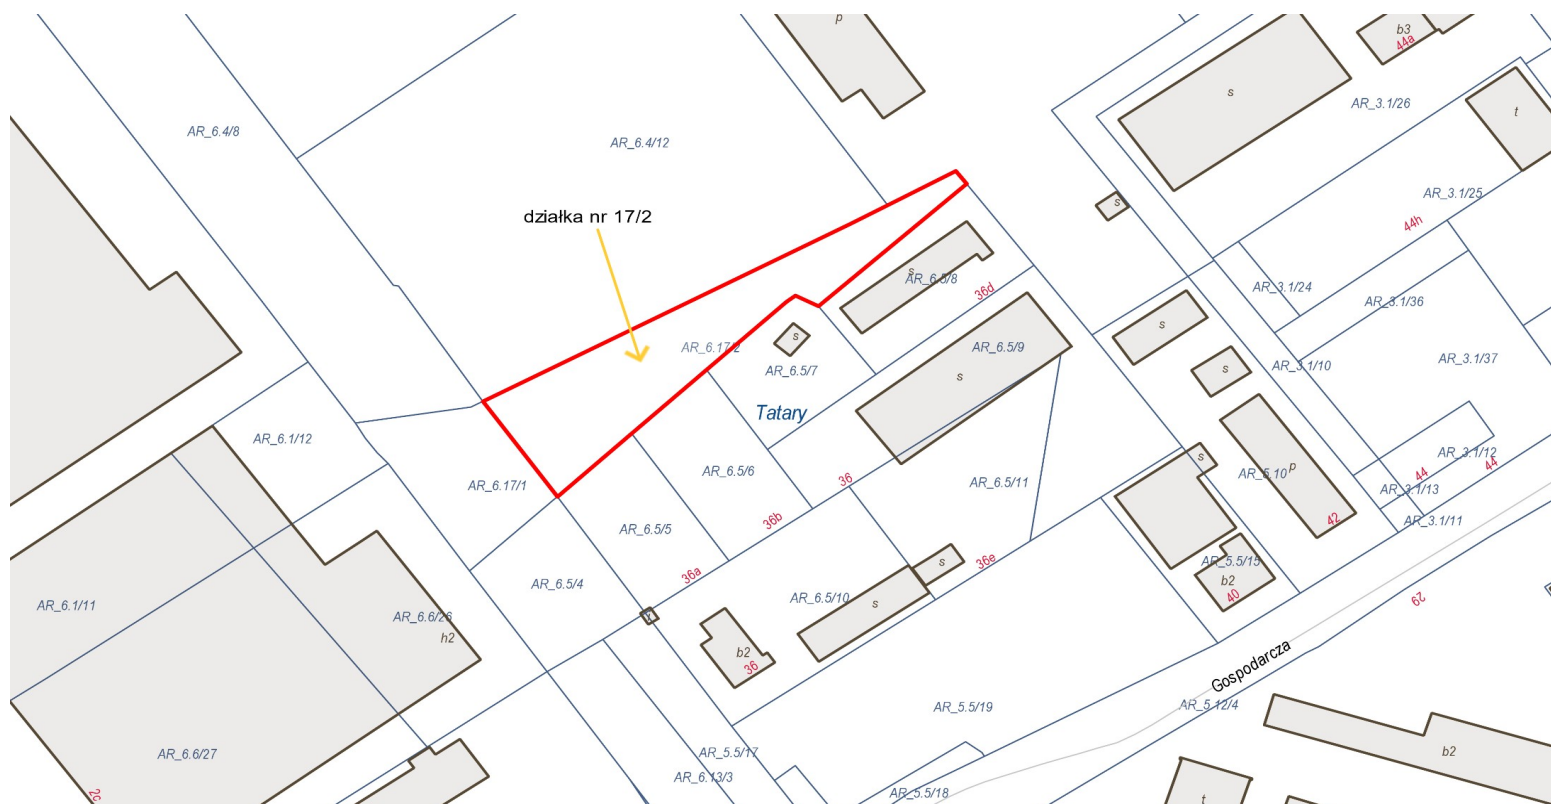 p
b3
44a
s
AR_3.1/26
t
AR_6.4/8
AR_6.4/12
AR_3.1/25
s
44h
działka nr 17/2
s
AR_6.5/8
36d
AR_3.1/24
AR_3.1/36
s
s
AR_6.17/2
AR_6.5/9
AR_3.1/37
AR_6.5/7
s
s
AR_3.1/10
Tatary
AR_6.1/12
AR_3.1/12
s
44
44
AR_6.17/1
AR_6.5/6
36
AR_6.5/11
AR_5.10
p
AR_3.1/13
AR_6.5/5
36b
42
AR_3.1/11
36a
36e
s
AR_5.5/15
b2
40
AR_6.5/4
AR_6.5/10
s
29
AR_6.1/11
AR_6.6/26
h2
b2
36
Gospodarcza
AR_5.5/19
AR_5.12/4
AR_6.6/27
AR_5.5/17
b2
AR_6.13/3
AR_5.5/18
t